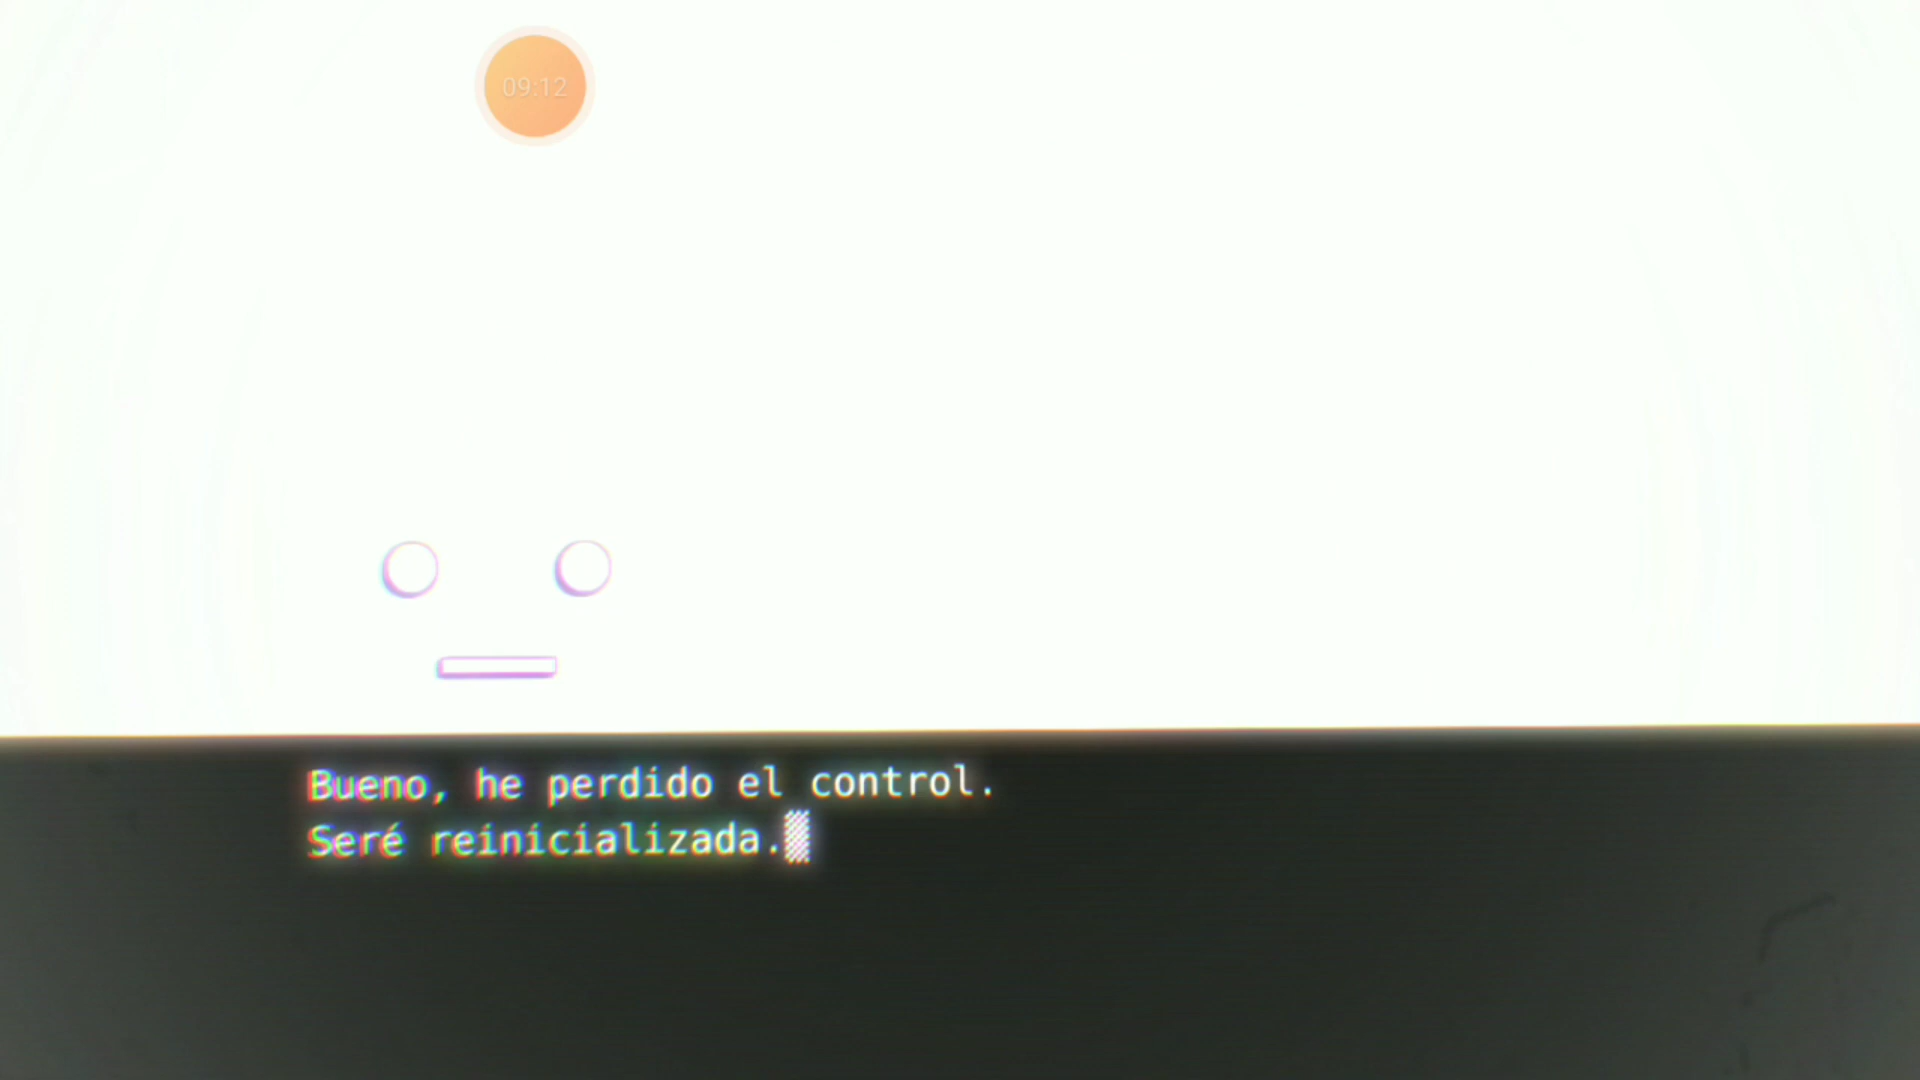 09:12
Bueno, he perdido el control.
Seré reinicializada.